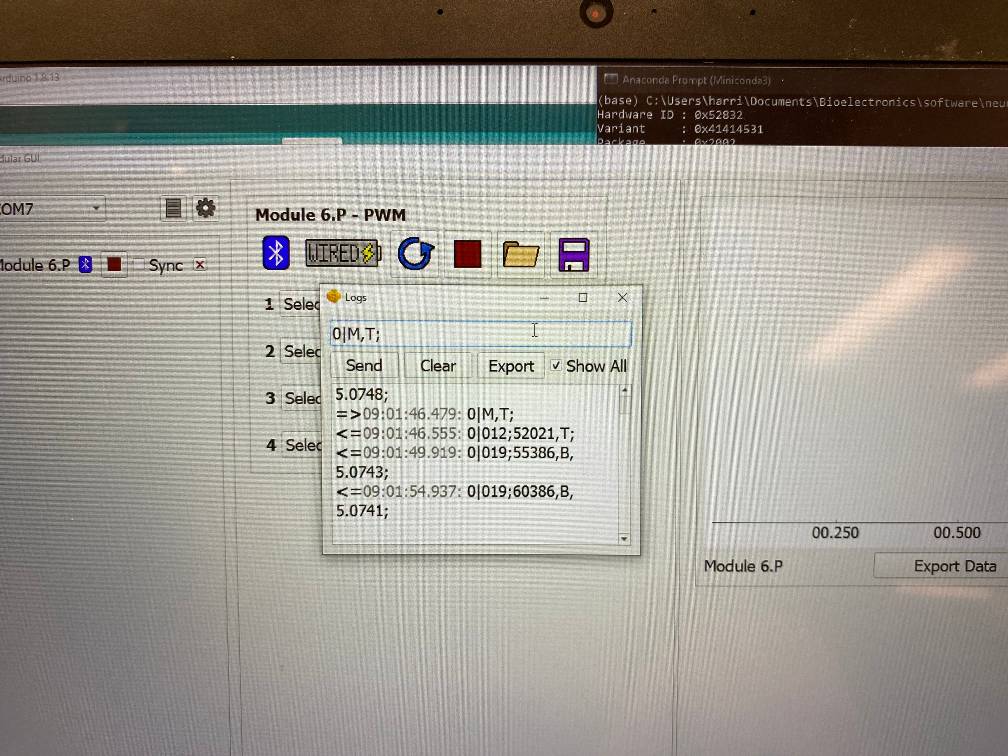 Arduino 1.8.13
Anaconda Prompt (Miniconda3)
(base) C:\Users\harri\Documents\Bioelectronics\software\neu
Hardware ID : 0x52832
Variant : 0x41414531
Package : 0x2002
dular GUI
COM7
Module 6.P - PWM
WIRED
Module 6.P
Sync
1 Selec
2 Selec
3 Selec
4 Selec
Logs
0|M,T;
Send
Clear
Export
Show All
5.0748;
=>09:01:46.479: 0|M,T;
<=09:01:46.555: 0|012;52021,T;
<=09:01:49.919: 0|019;55386,B,
5.0743;
<=09:01:54.937: 0|019;60386,B,
5.0741;
00.250
00.500
Module 6.P
Export Data